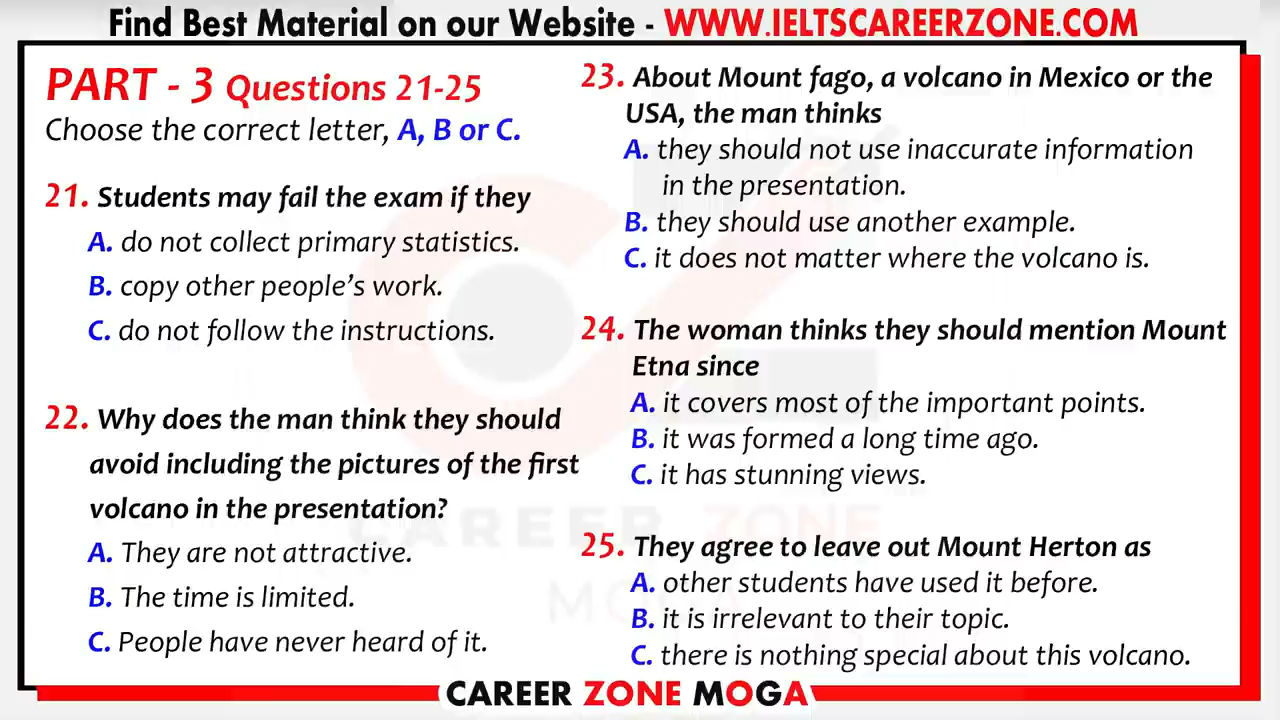 Find Best Material on our Website - WWW.IELTSCAREERZONE.COM
PART - 3 Questions 21-25
Choose the correct letter, A, B or C.
21. Students may fail the exam if they
A. do not collect primary statistics.
B. copy other people's work.
C. do not follow the instructions.
22. Why does the man think they should
avoid including the pictures of the first
volcano in the presentation?
A. They are not attractive.
B. The time is limited.
C. People have never heard of it.
23. About Mount fago, a volcano in Mexico or the
USA, the man thinks
A. they should not use inaccurate information
in the presentation.
B. they should use another example.
C. it does not matter where the volcano is.
24. The woman thinks they should mention Mount
Etna since
A. it covers most of the important points.
B. it was formed a long time ago.
C. it has stunning views.
25. They agree to leave out Mount Herton as
A. other students have used it before.
B. it is irrelevant to their topic.
C. there is nothing special about this volcano.
CAREER ZONE
CAREER ZONE MOGA